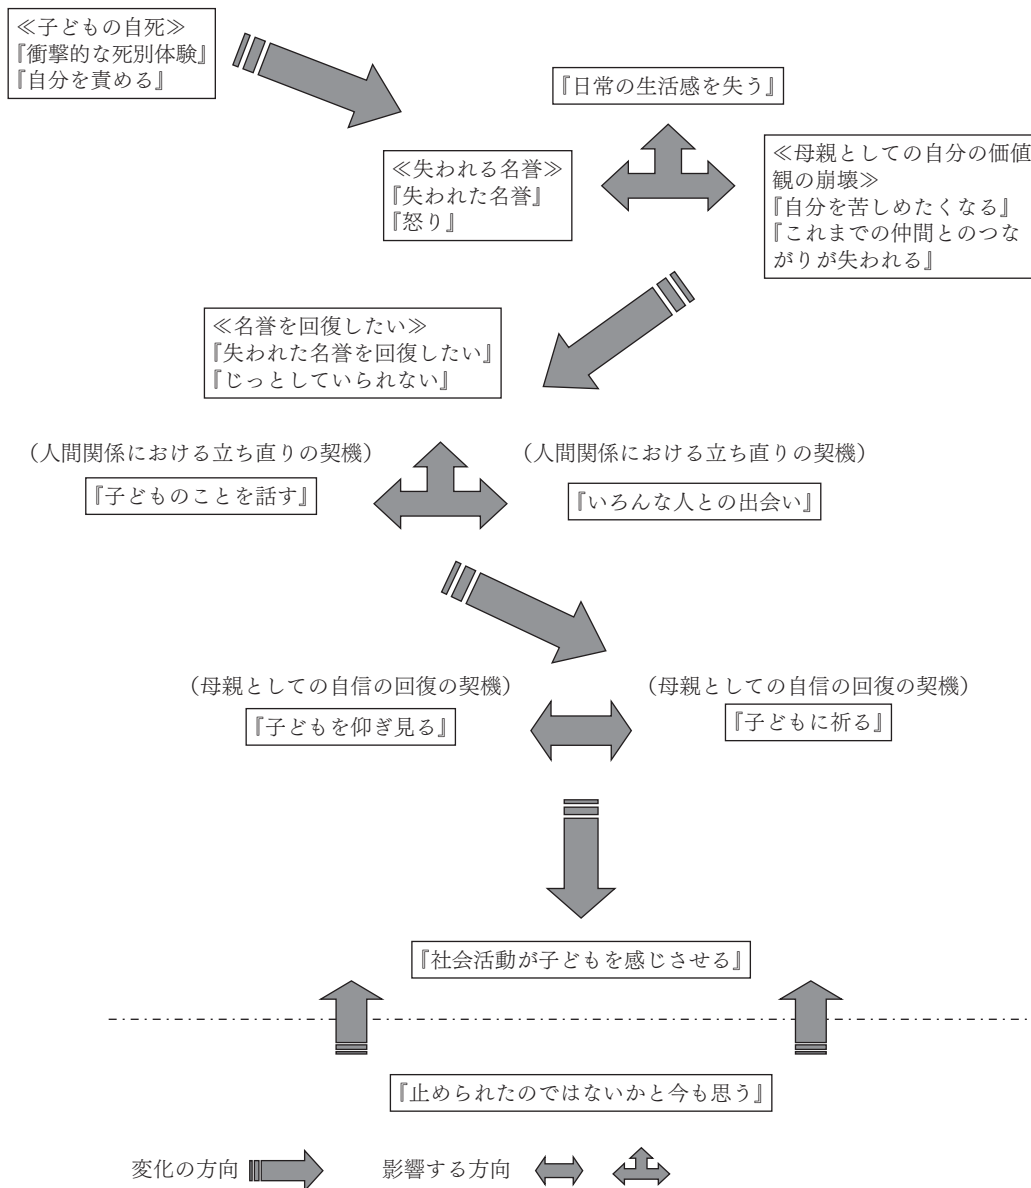 ≪子どもの自死≫
『衝撃的な死別体験』
『自分を責める』
『日常の生活感を失う』
≪失われる名誉≫
『失われた名誉』
『怒り』
≪母親としての自分の価値
観の崩壊≫
『自分を苦しめたくなる』
『これまでの仲間とのつな
がりが失われる』
≪名誉を回復したい≫
『失われた名誉を回復したい』
『じっとしていられない』
（人間関係における立ち直りの契機）
『子どものことを話す』
（人間関係における立ち直りの契機）
『いろんな人との出会い』
（母親としての自信の回復の契機）
『子どもを仰ぎ見る』
（母親としての自信の回復の契機）
『子どもに祈る』
『社会活動が子どもを感じさせる』
『止められたのではないかと今も思う』
変化の方向
影響する方向